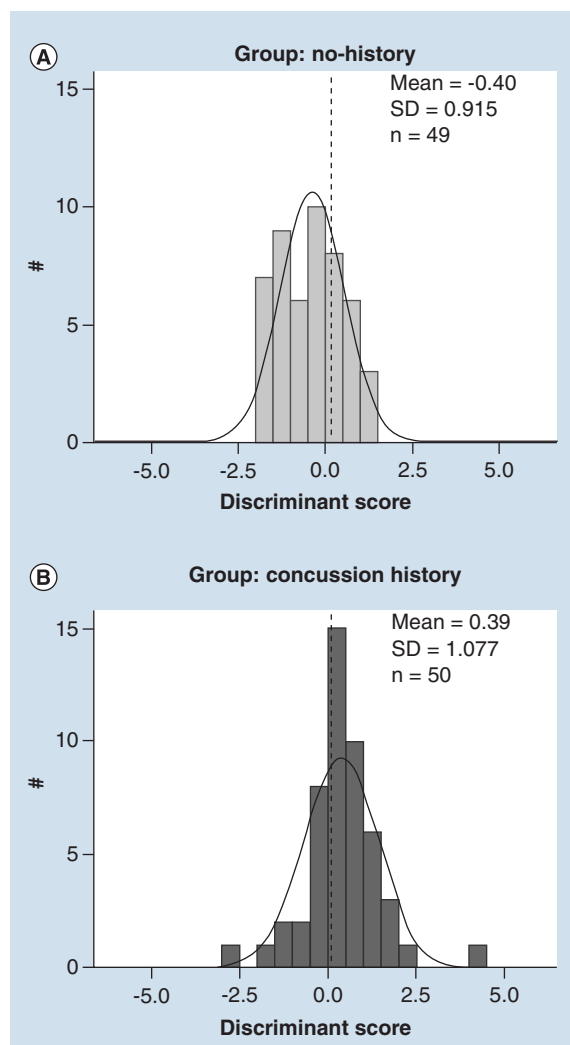 A
Group: no-history
Mean = -0.40
SD = 0.915
n = 49
15
10
5
0
#
-5.0 -2.5 0.0 2.5 5.0
Discriminant score
B
Group: concussion history
Mean = 0.39
SD = 1.077
n = 50
15
10
5
0
#
-5.0 -2.5 0.0 2.5 5.0
Discriminant score